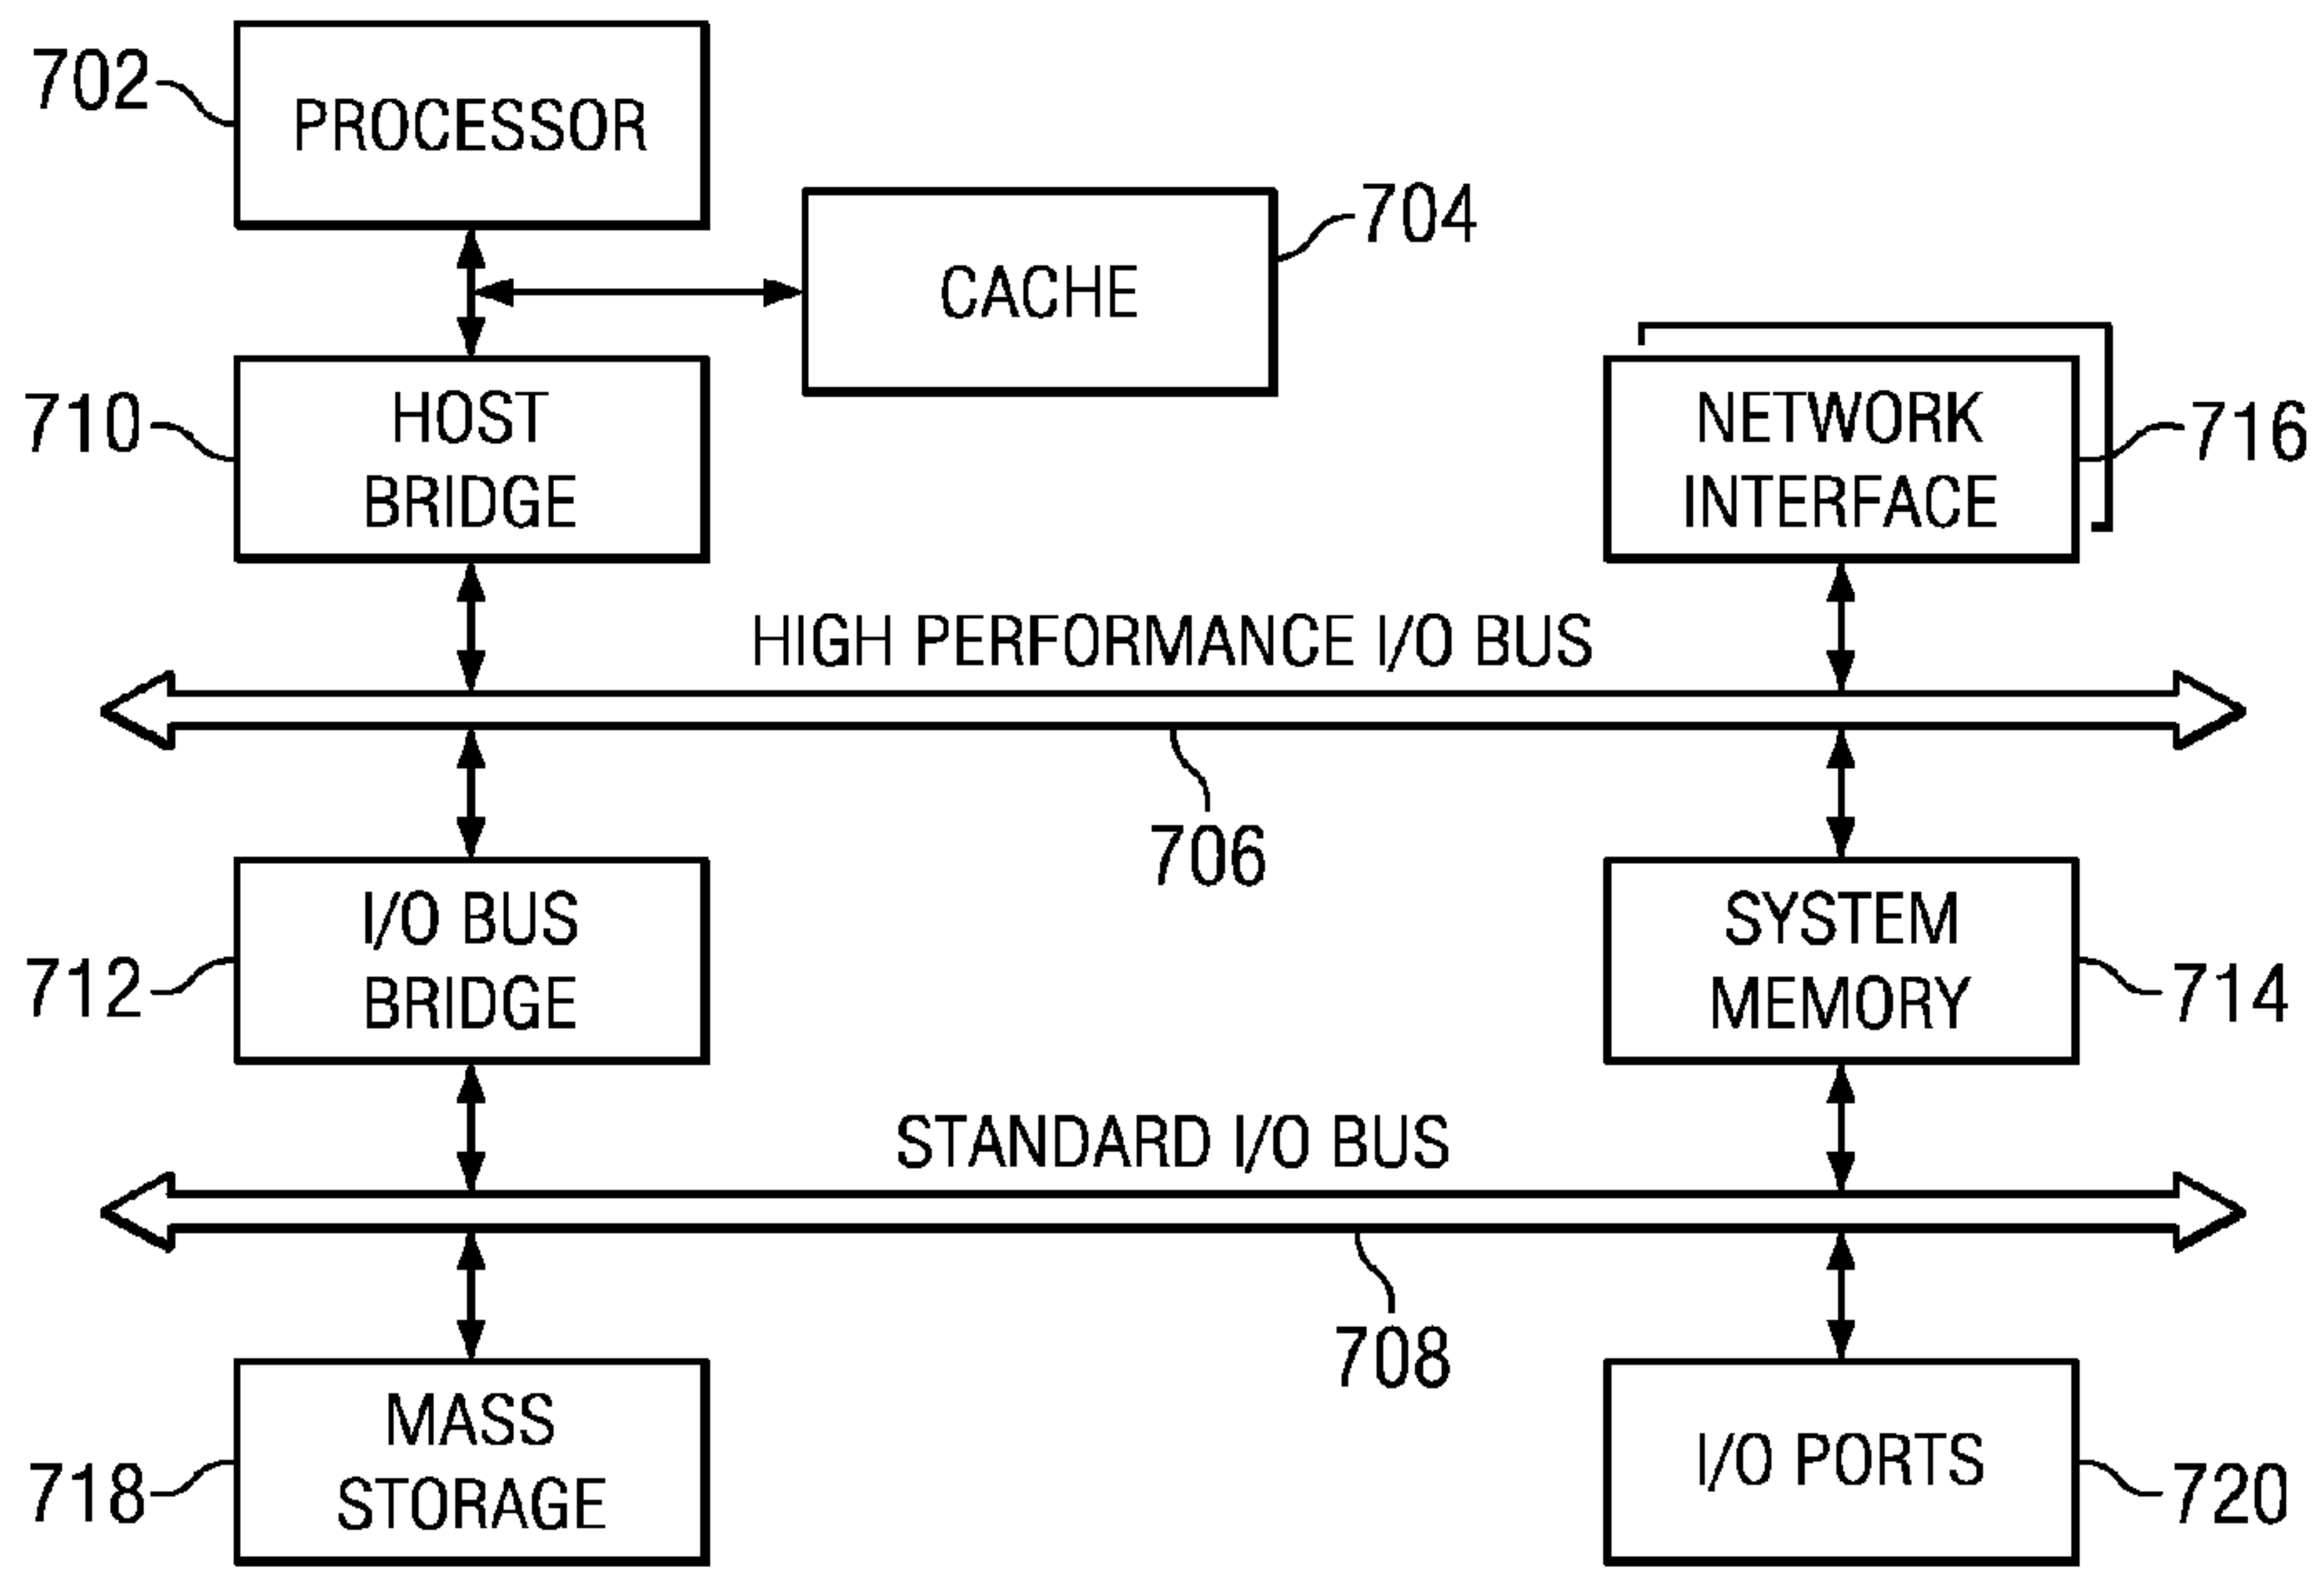 702
PROCESSOR
704
CACHE
710
HOST
BRIDGE
NETWORK
INTERFACE
716
HIGH PERFORMANCE I/O BUS
706
712
I/O BUS
BRIDGE
SYSTEM
MEMORY
714
STANDARD I/O BUS
708
718
MASS
STORAGE
I/O PORTS
720